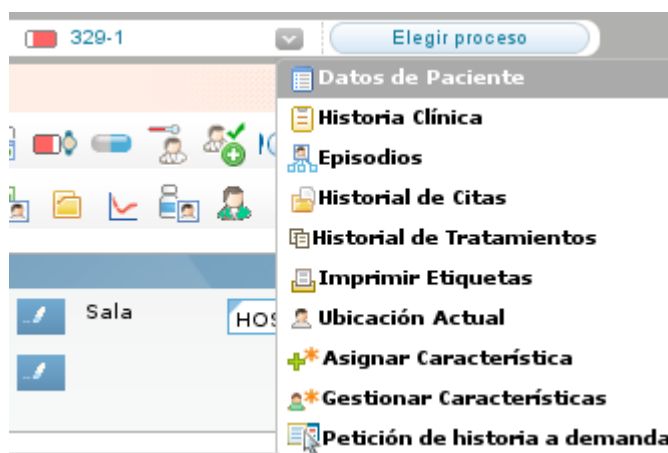 329-1
Elegir proceso
Datos de Paciente
Historia Clínica
Episodios
Historial de Citas
Historial de Tratamientos
Imprimir Etiquetas
Sala
HOS
Ubicación Actual
Asignar Característica
Gestionar Características
Petición de historia a demanda